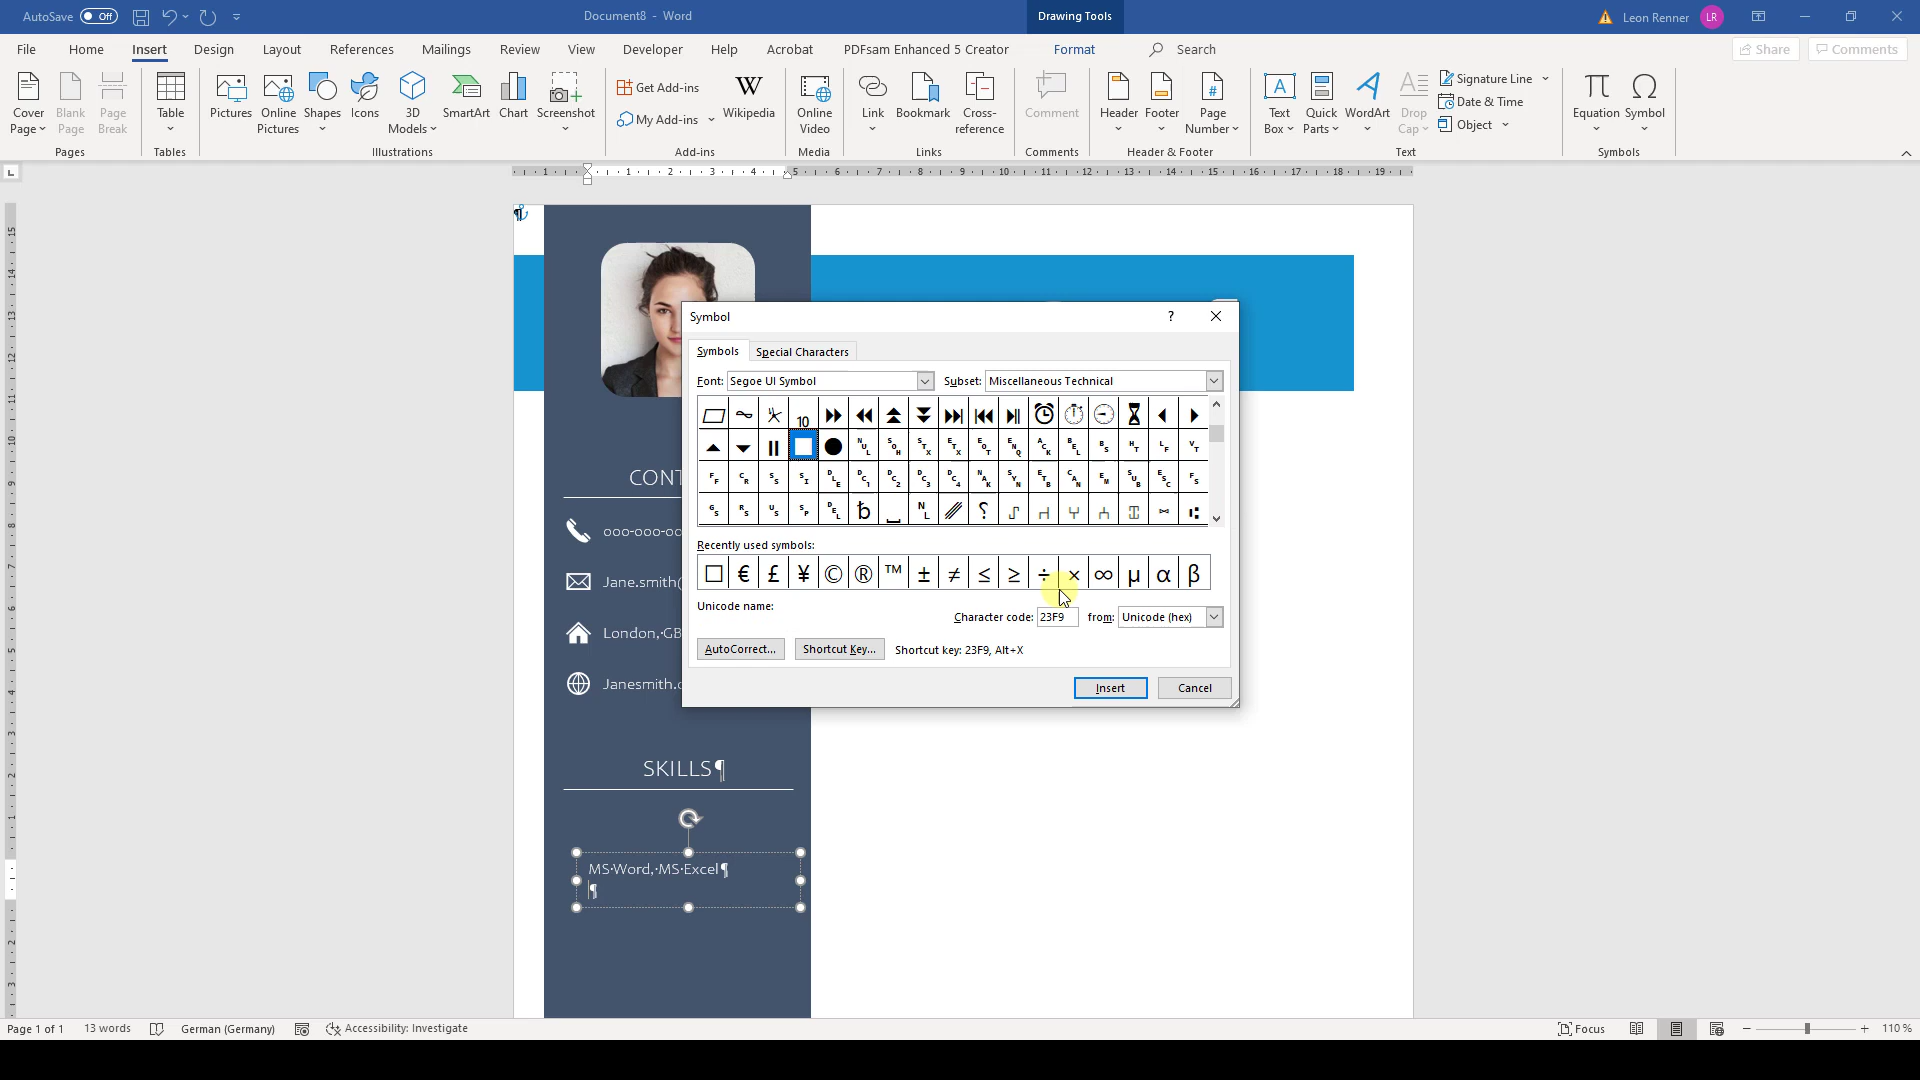 AutoSave Off Document8 - Word Drawing Tools Leon Renner LR
File Home Insert Design Layout References Mailings Review View Developer Help Acrobat PDFsam Enhanced 5 Creator Format Search Share Comments
Cover Page Blank Page Page Break Table Pictures Online Pictures Shapes Icons 3D Models SmartArt Chart Screenshot Get Add-ins My Add-ins Wikipedia Online Video Link Bookmark Cross-reference Comment Header Footer Page Number Text Box Quick Parts WordArt Drop Cap Signature Line Date & Time Object Equation Symbol
Pages Tables Illustrations Add-ins Media Links Comments Header & Footer Text Symbols
Symbol
Symbols Special Characters
Font: Segoe UI Symbol Subset: Miscellaneous Technical
Recently used symbols:
□ € £ ¥ © ® ™ ± ≠ ≤ ≥ ÷ × ∞ µ α β
Unicode name:
Character code: 23F9 from: Unicode (hex)
AutoCorrect... Shortcut Key... Shortcut key: 23F9, Alt+X
Insert Cancel
CONT
ooo-ooo-oo
Jane.smith(
London,·GB
Janesmith.c
SKILLS¶
MS·Word,·MS·Excel¶
¶
Page 1 of 1 13 words German (Germany) Accessibility: Investigate Focus 110 %